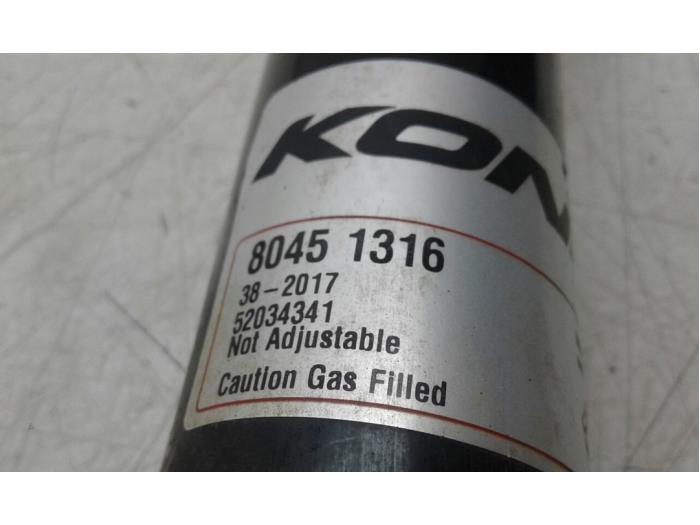 KON
8045 1316
38-2017
52034341
Not Adjustable
Caution Gas Filled